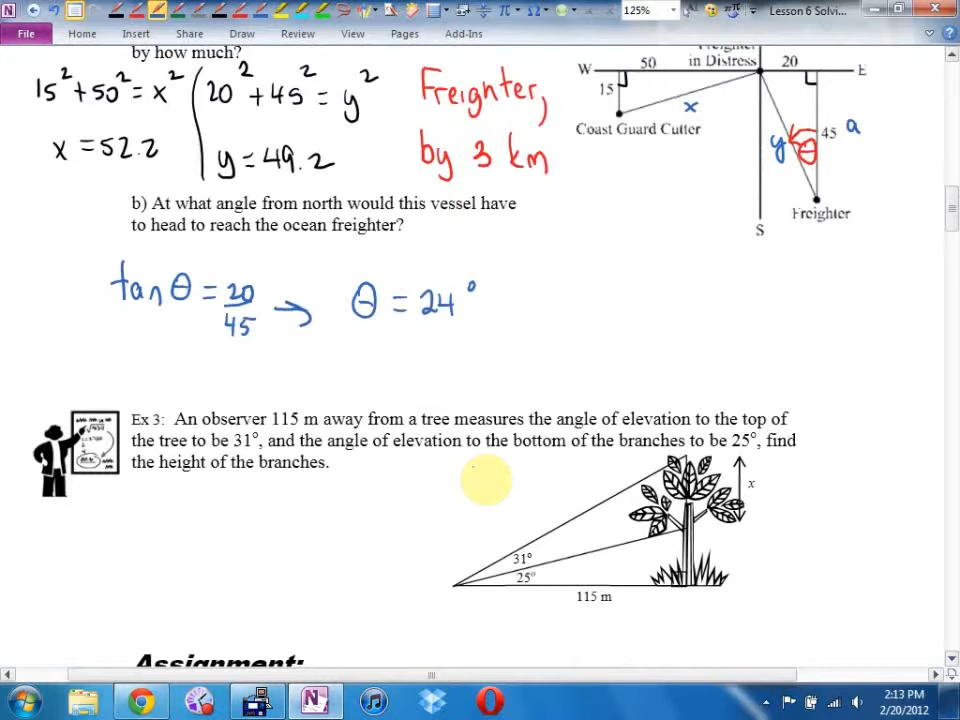 125%
Lesson 6 Solvi...
File Home Insert Share Draw Review View Pages Add-Ins
by how much?
15² + 50² = x²
x = 52.2
20² + 45² = y²
y = 49.2
Freignter,
by 3 km
Freighter
in Distress
W 50 20 E
15
x
Coast Guard Cutter
45 a
y θ
Freighter
S
b) At what angle from north would this vessel have
to head to reach the ocean freighter?
tan θ = 20/45 → θ = 24°
Ex 3: An observer 115 m away from a tree measures the angle of elevation to the top of
the tree to be 31°, and the angle of elevation to the bottom of the branches to be 25°, find
the height of the branches.
x
31°
25°
115 m
Assignment:
2:13 PM
2/20/2012